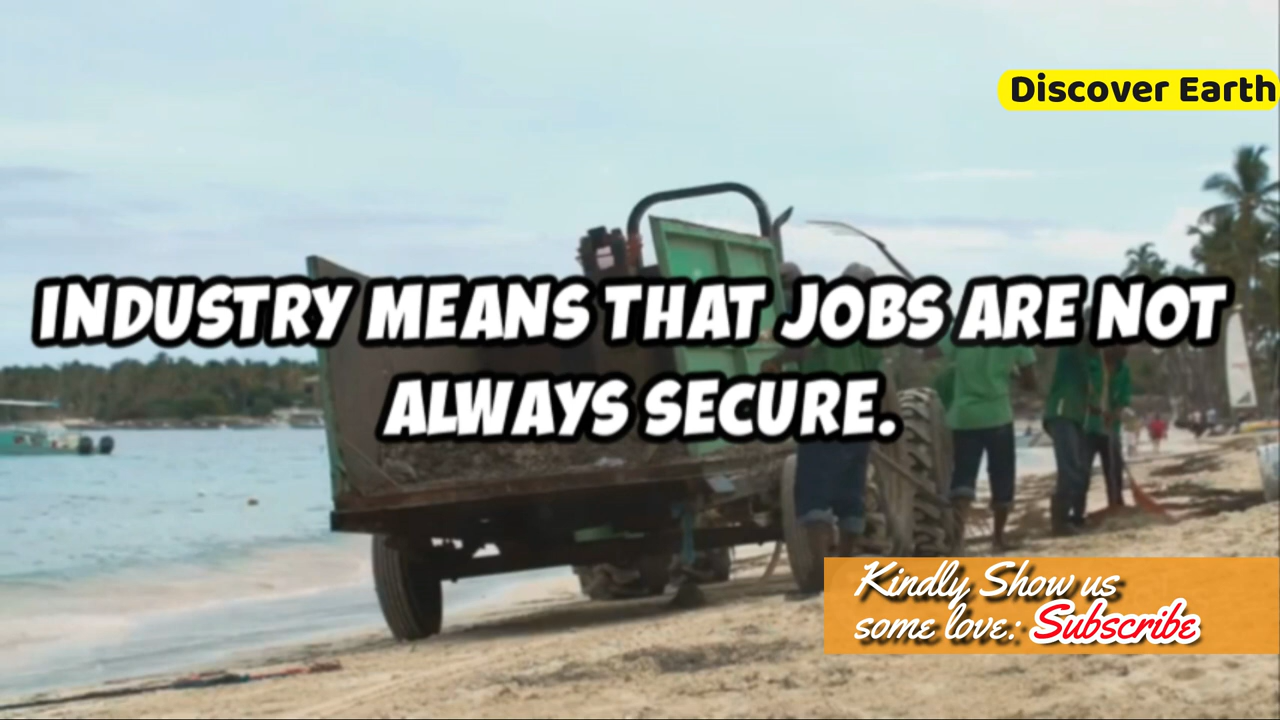 Discover Earth
INDUSTRY MEANS THAT JOBS ARE NOT
ALWAYS SECURE.
Kindly Show us
some love: Subscribe